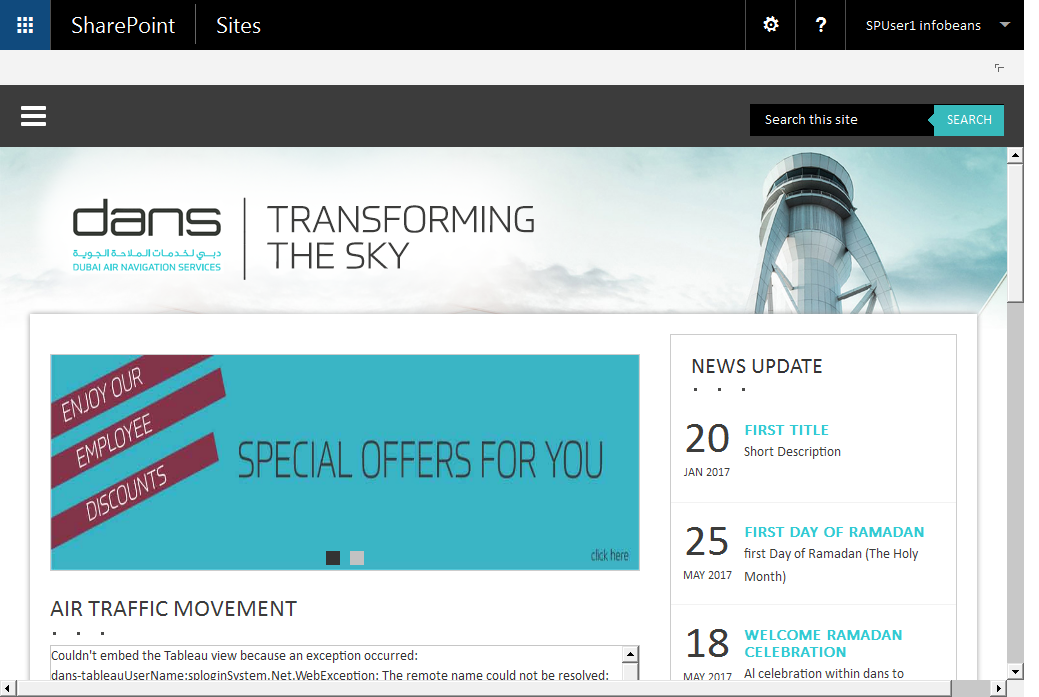 SharePoint
Sites
?
SPUser1 infobeans
Search this site
SEARCH
dans
دبـي لـخدمـات الـملاحـة الـجويـة
DUBAI AIR NAVIGATION SERVICES
TRANSFORMING
THE SKY
ENJOY OUR
EMPLOYEE
DISCOUNTS
SPECIAL OFFERS FOR YOU
click here
AIR TRAFFIC MOVEMENT
Couldn't embed the Tableau view because an exception occurred:
dans-tableauUserName:sploginSystem.Net.WebException: The remote name could not be resolved:
NEWS UPDATE
20
JAN 2017
FIRST TITLE
Short Description
25
MAY 2017
FIRST DAY OF RAMADAN
first Day of Ramadan (The Holy
Month)
18
MAY 2017
WELCOME RAMADAN
CELEBRATION
Al celebration within dans to